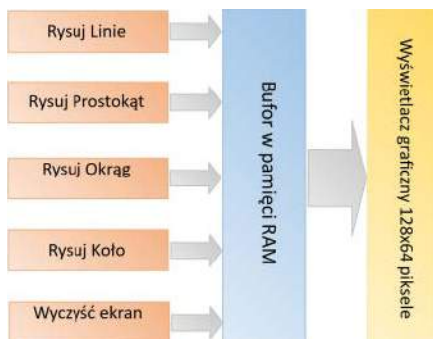 Rysuj Linie
Rysuj Prostokąt
Rysuj Okrąg
Rysuj Koło
Wyczyść ekran
Bufor w pamięci RAM
Wyświetlacz graficzny 128x64 piksele